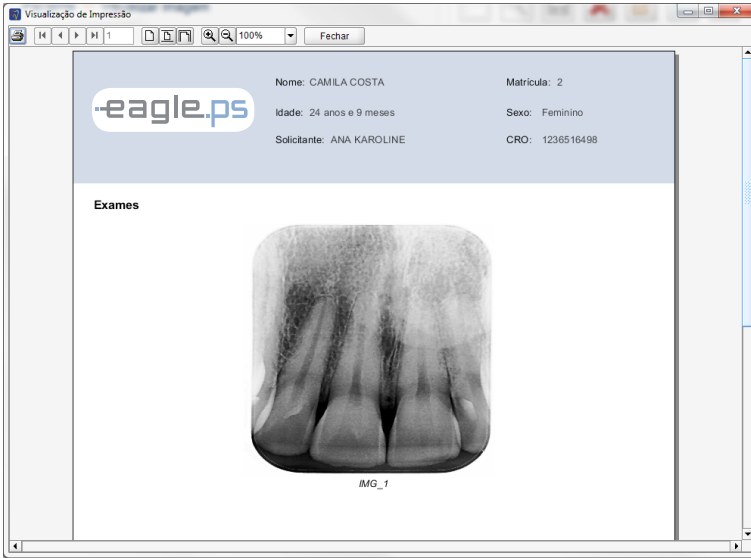 Visualização de Impressão
1
100%
Fechar
eagle.ps
Nome: CAMILA COSTA
Matrícula: 2
Idade: 24 anos e 9 meses
Sexo: Feminino
Solicitante: ANA KAROLINE
CRO: 1236516498
Exames
IMG_1